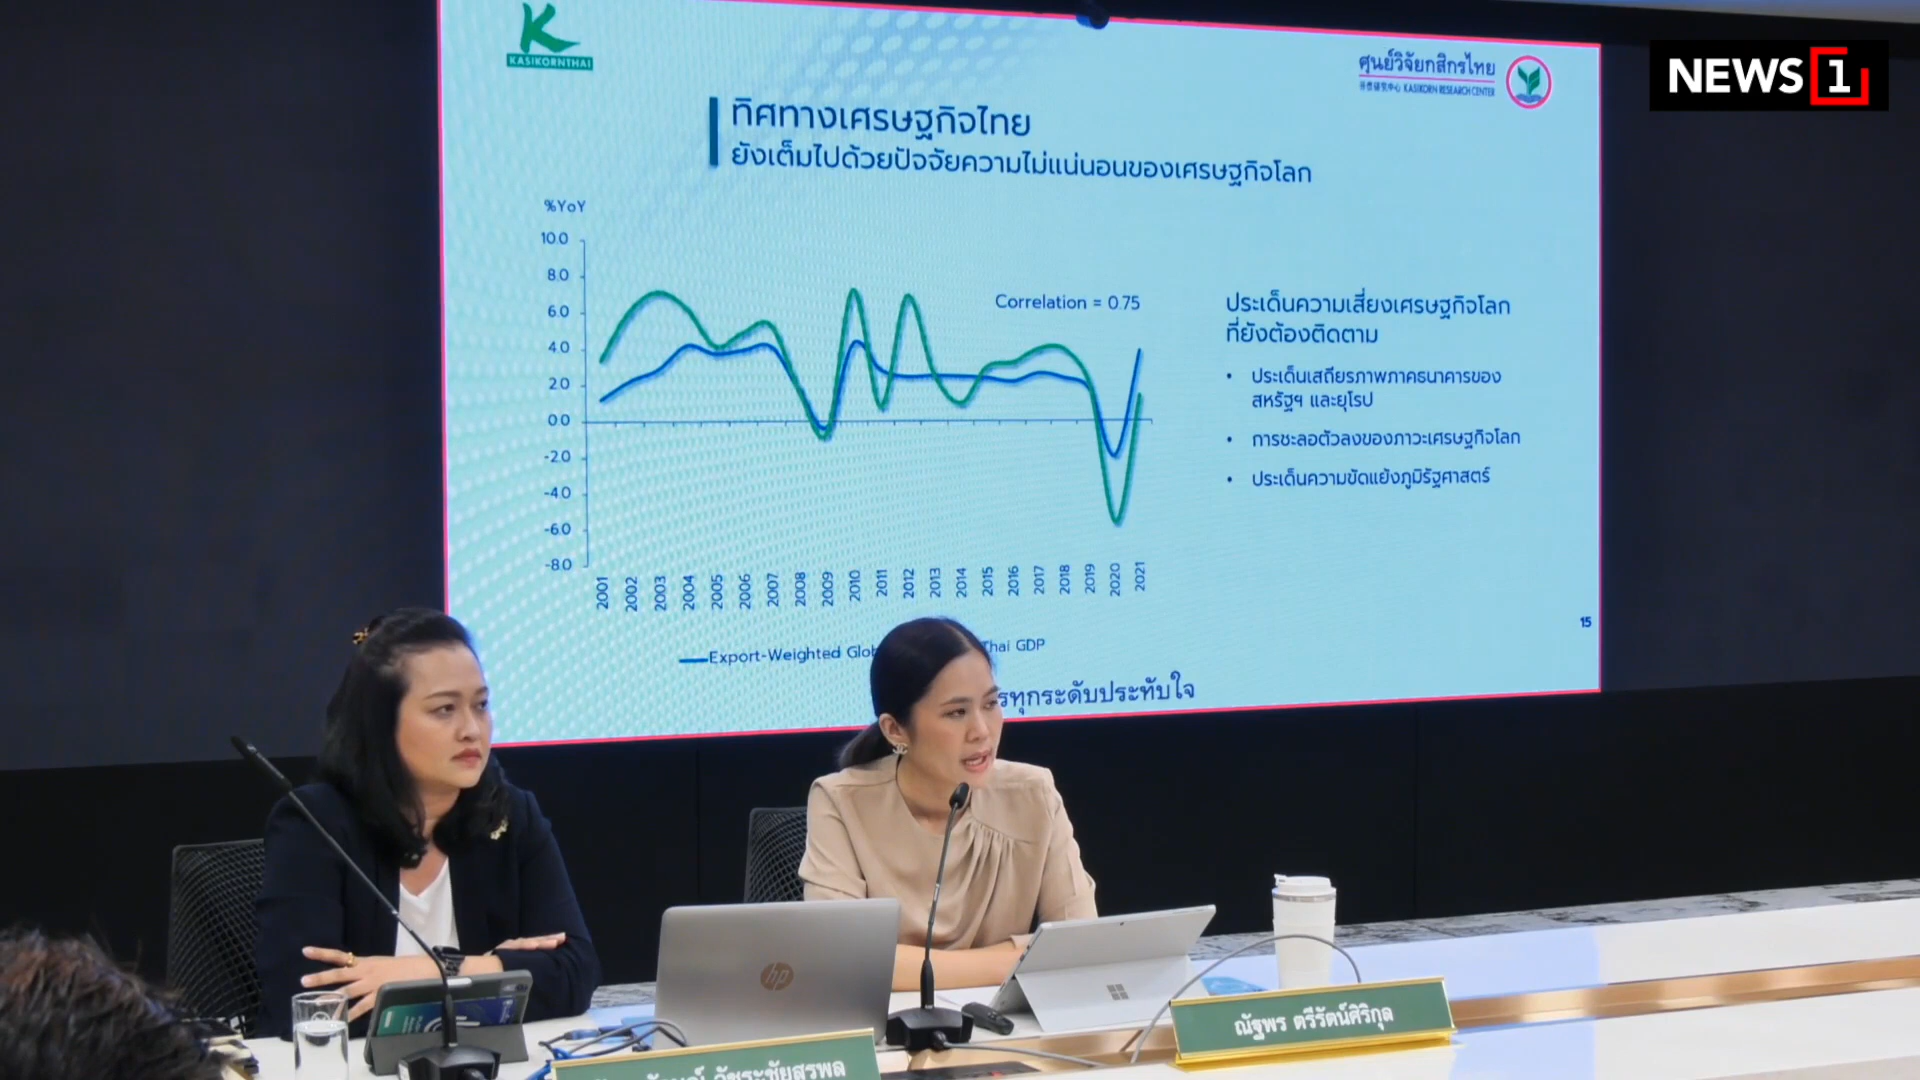 KASIKORNTHAI
ศูนย์วิจัยกสิกรไทย
KASIKORN RESEARCH CENTER
NEWS 1
ทิศทางเศรษฐกิจไทย
ยังเต็มไปด้วยปัจจัยความไม่แน่นอนของเศรษฐกิจโลก
%YoY
10.0
8.0
6.0
4.0
2.0
0.0
-2.0
-4.0
-6.0
-8.0
Correlation = 0.75
2001 2002 2003 2004 2005 2006 2007 2008 2009 2010 2011 2012 2013 2014 2015 2016 2017 2018 2019 2020 2021
Export-Weighted Thai GDP
ประเด็นความเสี่ยงเศรษฐกิจโลก
ที่ยังต้องติดตาม
• ประเด็นเสถียรภาพภาคธนาคารของ
สหรัฐฯ และยุโรป
• การชะลอตัวลงของภาวะเศรษฐกิจโลก
• ประเด็นความขัดแย้งภูมิรัฐศาสตร์
15
รทุกระดับประทับใจ
hp
ณัฐพร ตรีรัตน์ศิริกุล
วัชระชัยสุรพล